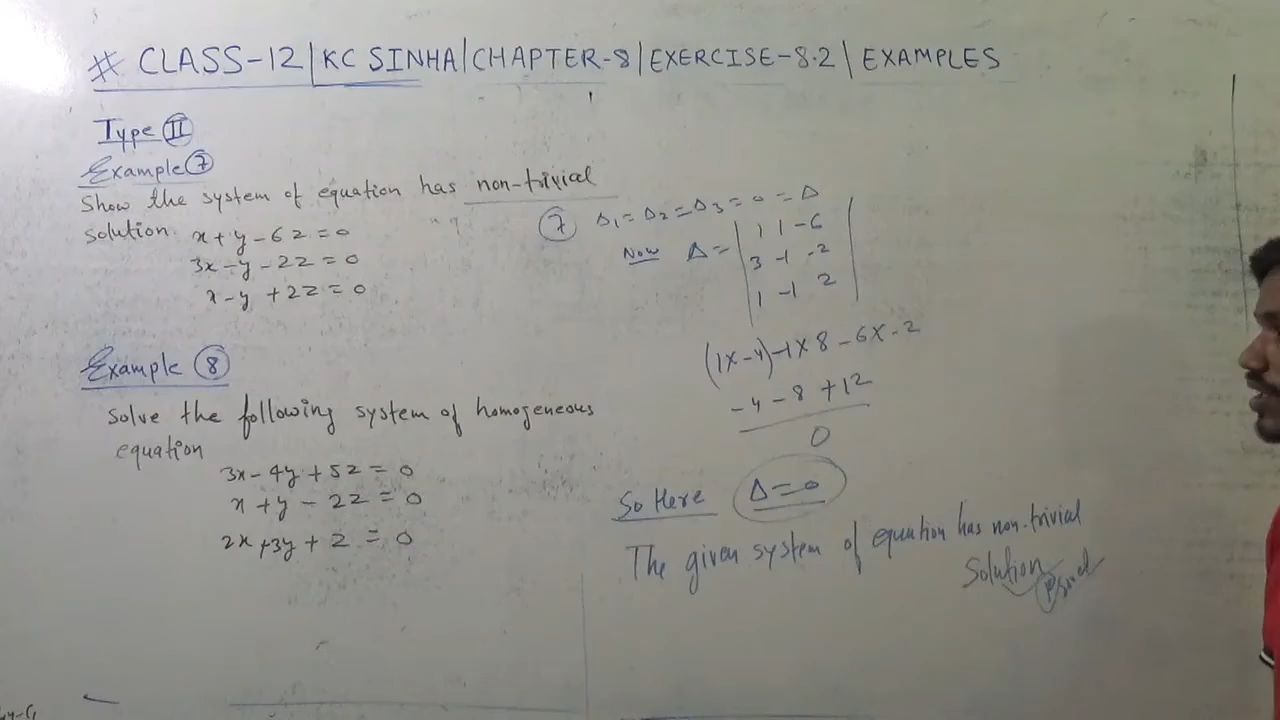 # CLASS-12|KC SINHA|CHAPTER-8|EXERCISE-8.2|EXAMPLES
Type II
Example 7
Show the system of equation has non-trivial
solution.
x+y-6z=0
3x-y-2z=0
x-y+2z=0
Example 8
Solve the following system of homogeneous
equation
3x-4y+5z=0
x+y-2z=0
2x+3y+z=0
7 Δ1=Δ2=Δ3=0=Δ
Now Δ=|1 1 -6|
3 -1 -2
1 -1 2
(1x-4)-1x8-6x-2
-4-8+12
0
So Here Δ=0
The given system of equation has non-trivial
Solution